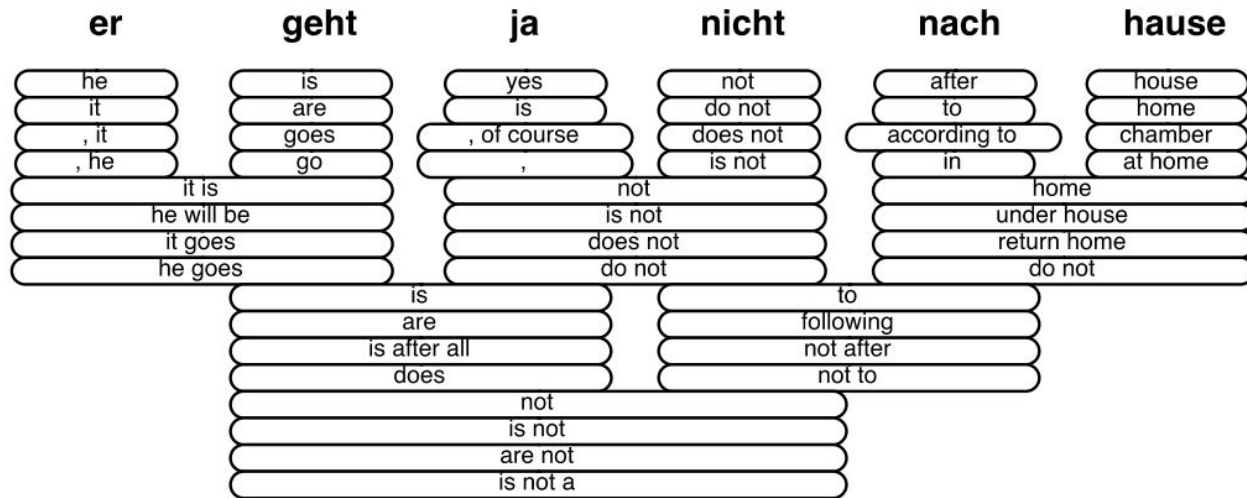 er geht ja nicht nach hause
he is yes not after house
it are is do not to home
, it goes , of course does not according to chamber
, he go , is not in at home
it is not home
he will be is not under house
it goes does not return home
he goes do not do not
is to
are following
is after all not after
does not to
not
is not
are not
is not a